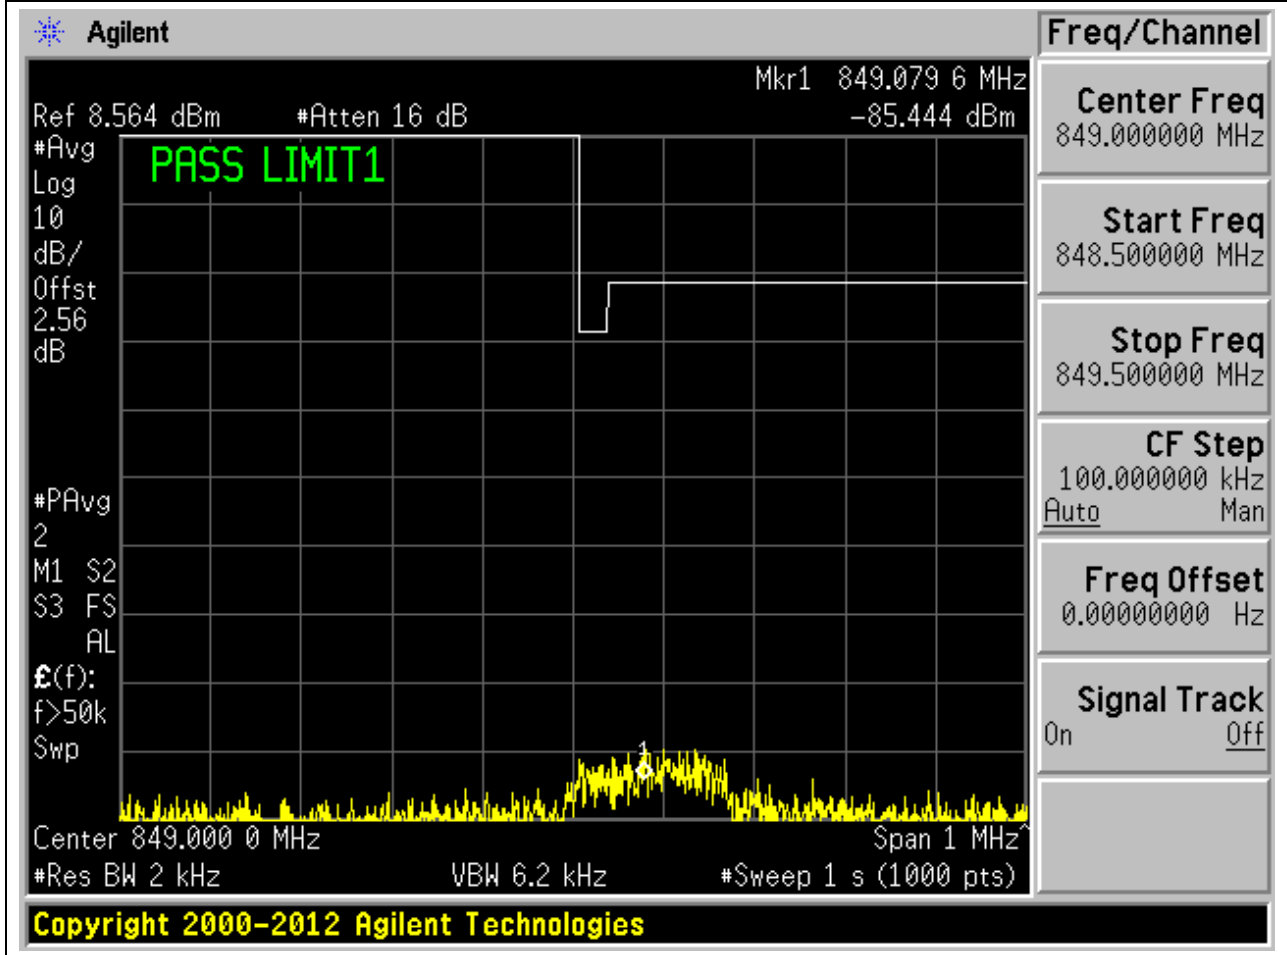 Agilent
Freq/Channel
Mkr1 849.079 6 MHz
Ref 8.564 dBm #Atten 16 dB -85.444 dBm
#Avg
Log
10
dB/
Offst
2.56
dB
PASS LIMIT1
#PAvg
2
M1 S2
S3 FS
AL
£(f):
f>50k
Swp
1
Center 849.000 0 MHz Span 1 MHz^
#Res BW 2 kHz VBW 6.2 kHz #Sweep 1 s (1000 pts)
Center Freq
849.000000 MHz
Start Freq
848.500000 MHz
Stop Freq
849.500000 MHz
CF Step
100.000000 kHz
Auto Man
Freq Offset
0.00000000 Hz
Signal Track
On Off
Copyright 2000-2012 Agilent Technologies